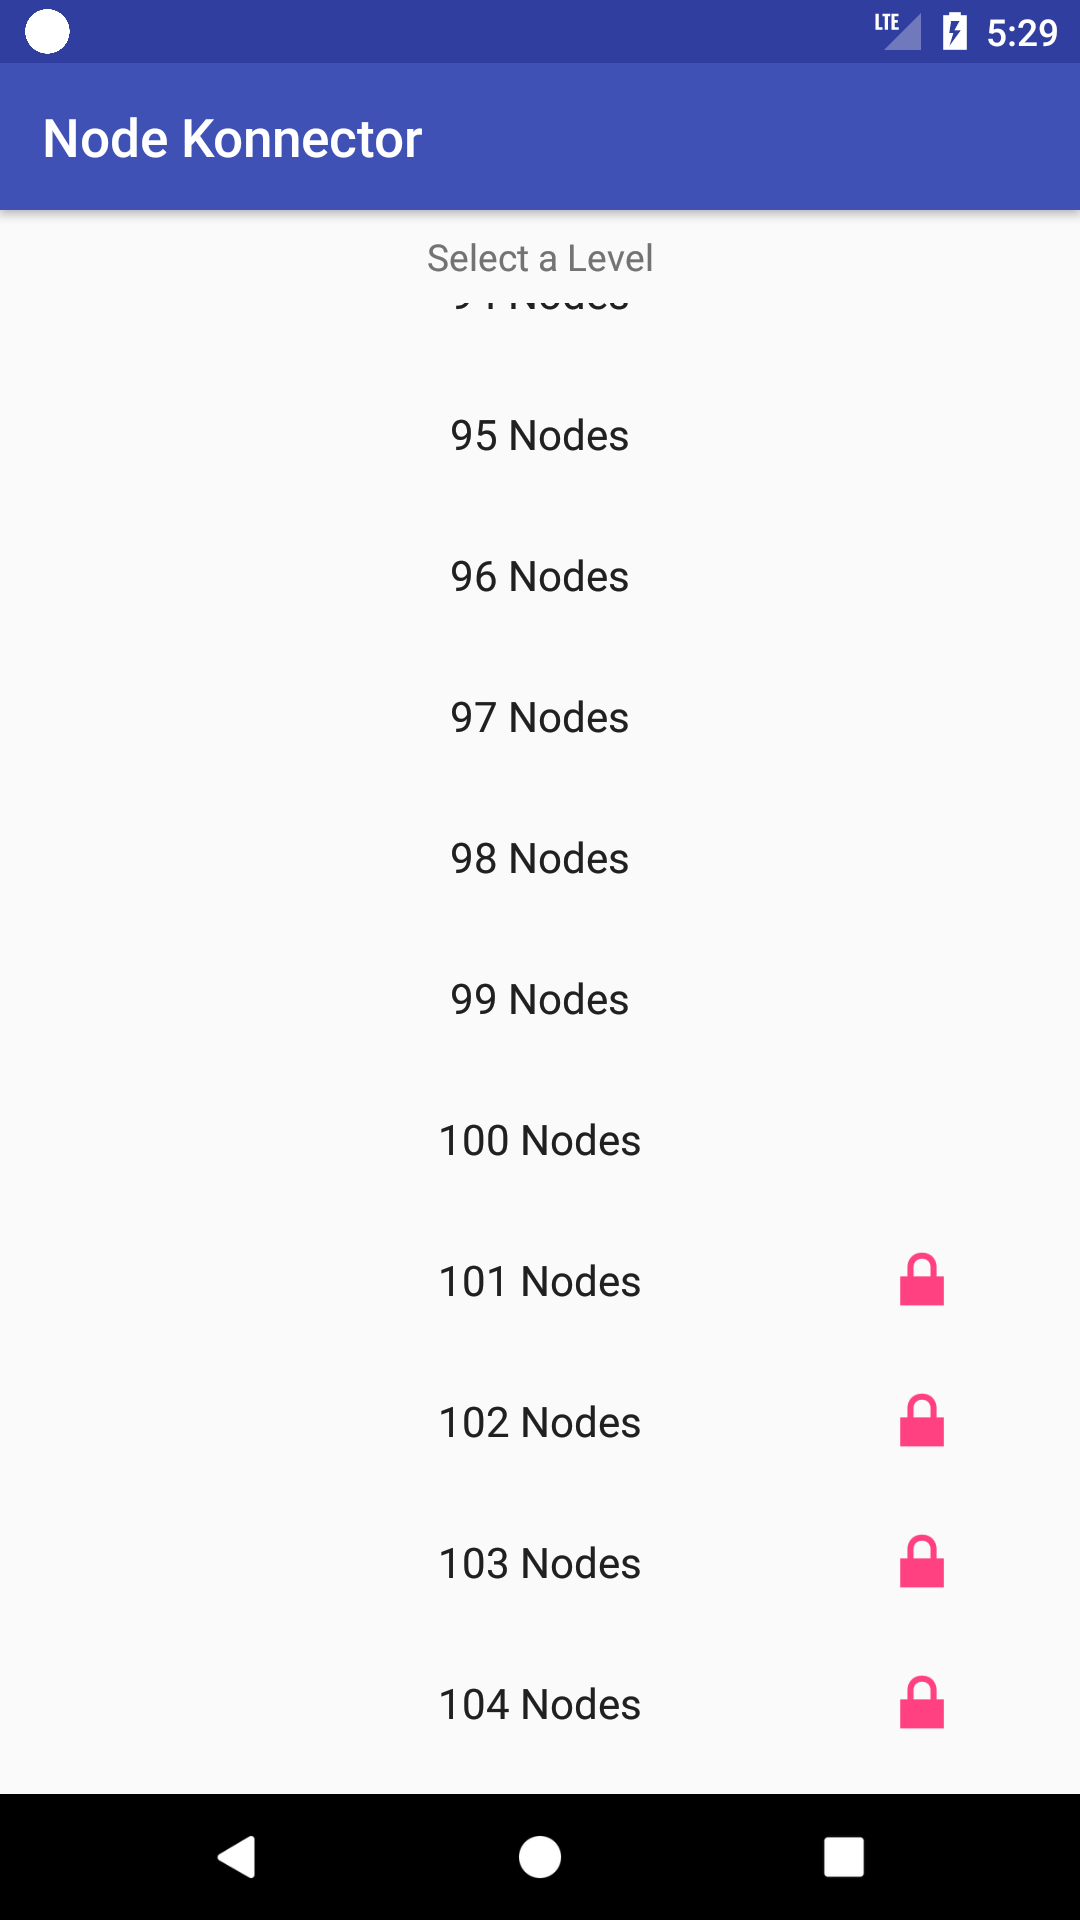 LTE 5:29
Node Konnector
Select a Level
Nodes
95 Nodes
96 Nodes
97 Nodes
98 Nodes
99 Nodes
100 Nodes
101 Nodes
102 Nodes
103 Nodes
104 Nodes